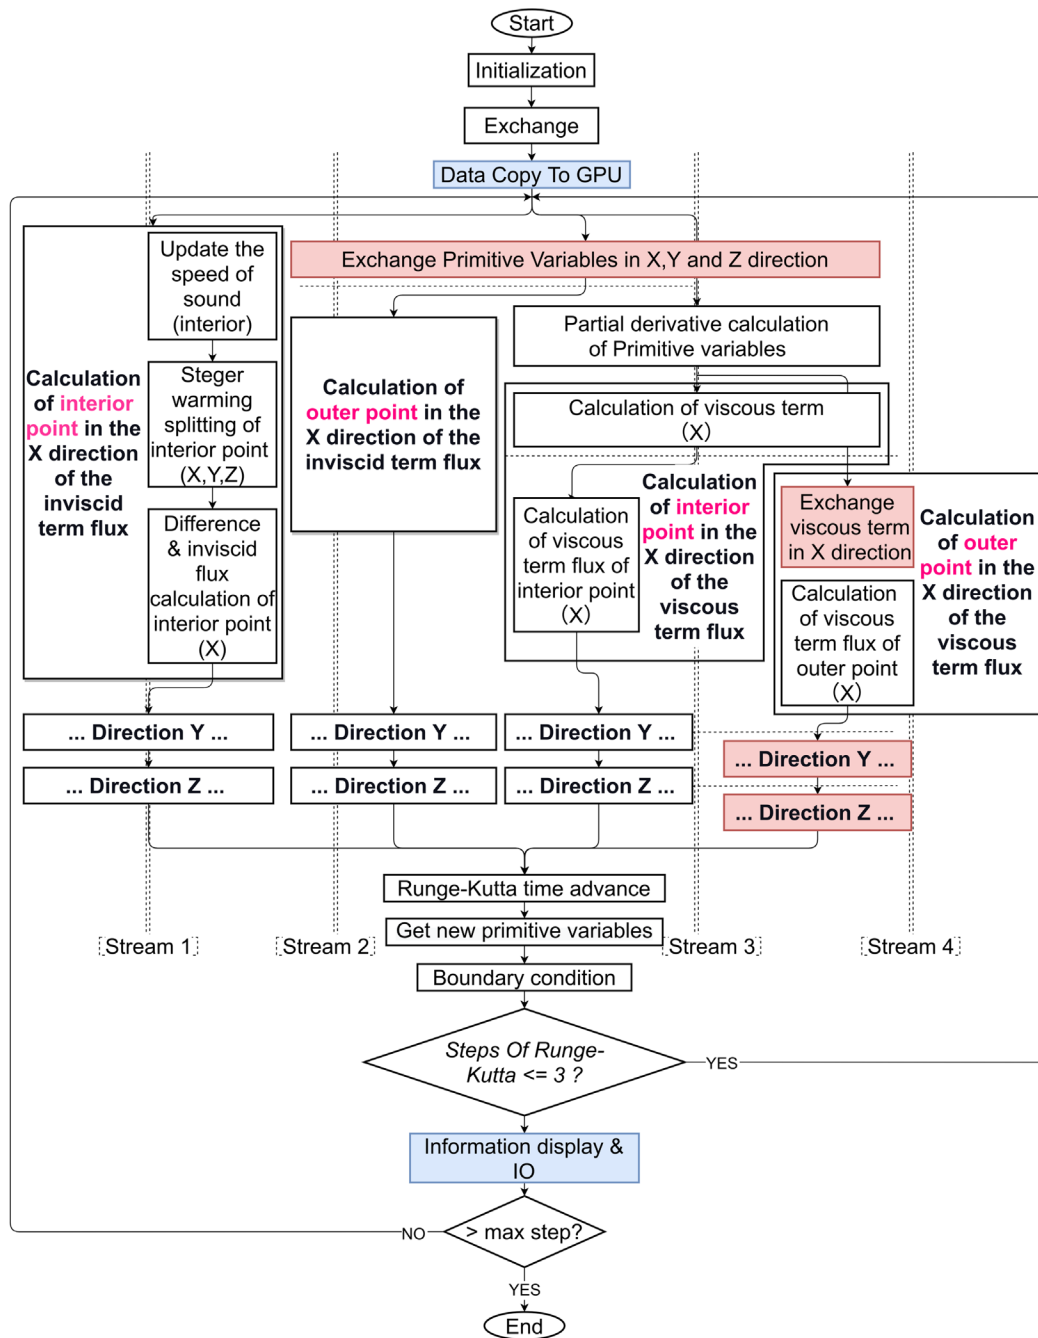 Start
Initialization
Exchange
Data Copy To GPU
Update the
speed of
sound
(interior)
Calculation
of interior
point in the
X direction
of the
inviscid
term flux
Steger
warming
splitting of
interior point
(X,Y,Z)
Difference
& inviscid
flux
calculation of
interior point
(X)
... Direction Y ...
... Direction Z ...
Exchange Primitive Variables in X,Y and Z direction
Calculation of
outer point in the
X direction of the
inviscid term flux
... Direction Y ...
... Direction Z ...
Partial derivative calculation
of Primitive variables
Calculation of viscous term
(X)
Calculation
of viscous
term flux of
interior point
(X)
Calculation
of interior
point in the
X direction
of the
viscous
term flux
... Direction Y ...
... Direction Z ...
Exchange
viscous term
in X direction
Calculation
of viscous
term flux of
outer point
(X)
Calculation
of outer
point in the
X direction
of the
viscous
term flux
... Direction Y ...
... Direction Z ...
Runge-Kutta time advance
Get new primitive variables
Stream 1
Stream 2
Stream 3
Stream 4
Boundary condition
Steps Of Runge-
Kutta <= 3 ?
YES
Information display &
IO
> max step?
NO
YES
End